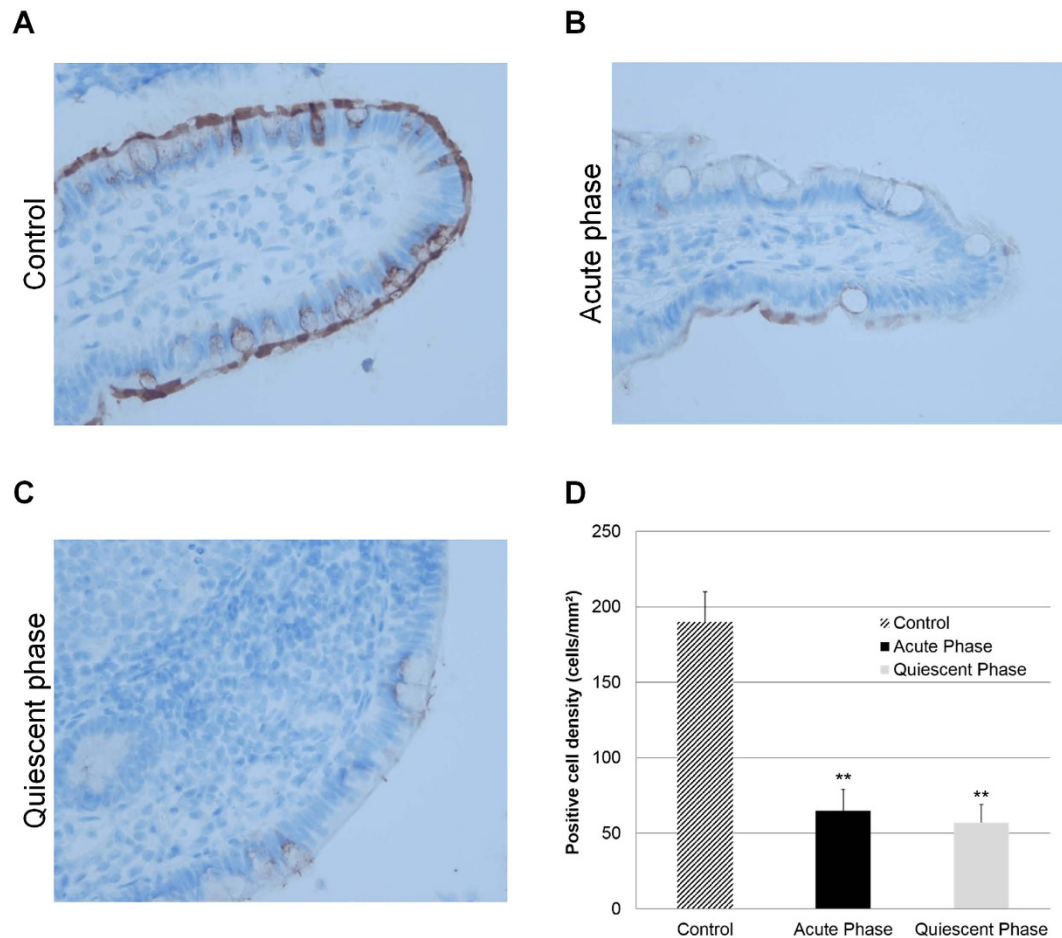 A
B
Control
Acute phase
C
D
Quiescent phase
Positive cell density (cells/mm²)
250
200
150
100
50
0
Control
Acute Phase
Quiescent Phase
**
**
Control
Acute Phase
Quiescent Phase